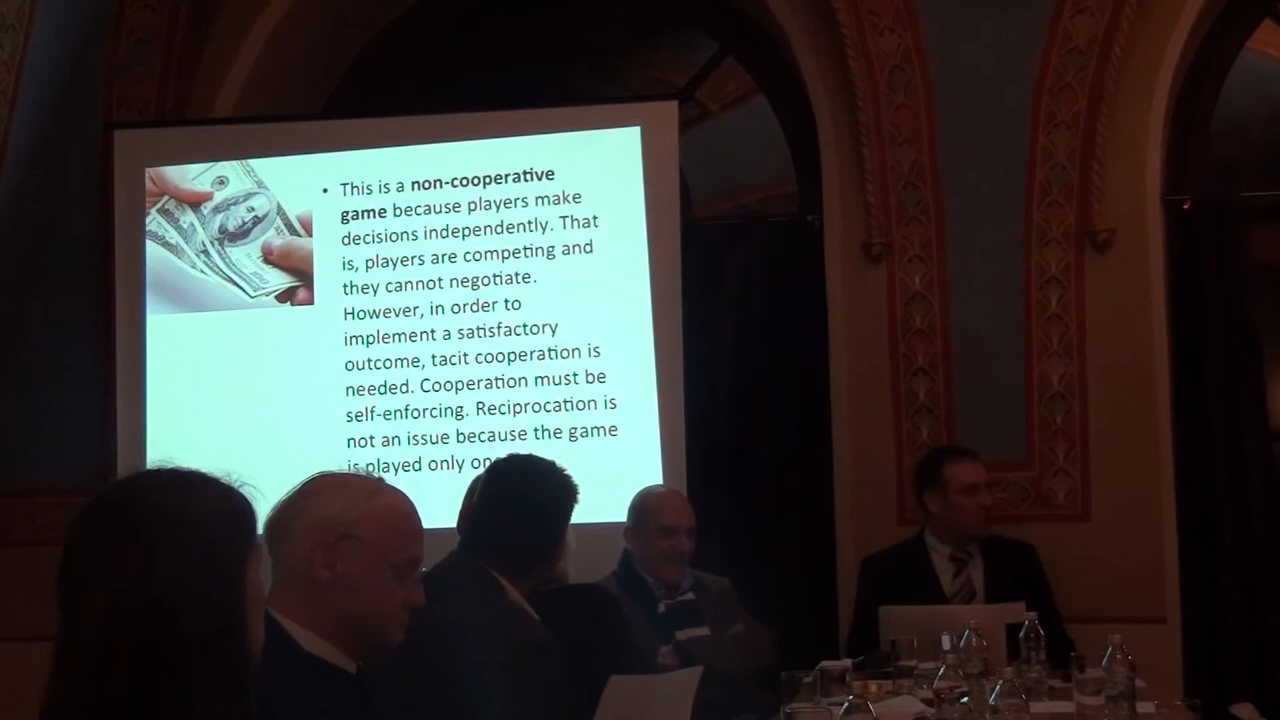 • This is a non-cooperative
game because players make
decisions independently. That
is, players are competing and
they cannot negotiate.
However, in order to
implement a satisfactory
outcome, tacit cooperation is
needed. Cooperation must be
self-enforcing. Reciprocation is
not an issue because the game
is played only